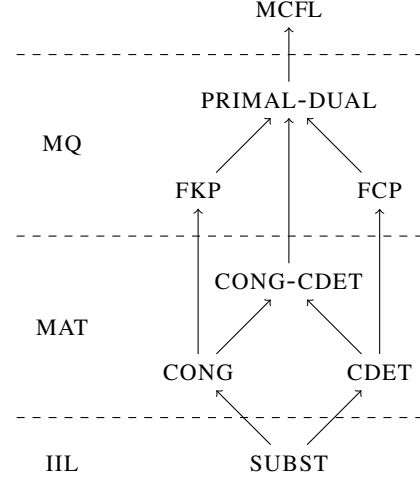 MCFL
PRIMAL-DUAL
MQ
FKP FCP
CONG-CDET
MAT
CONG CDET
IIL SUBST